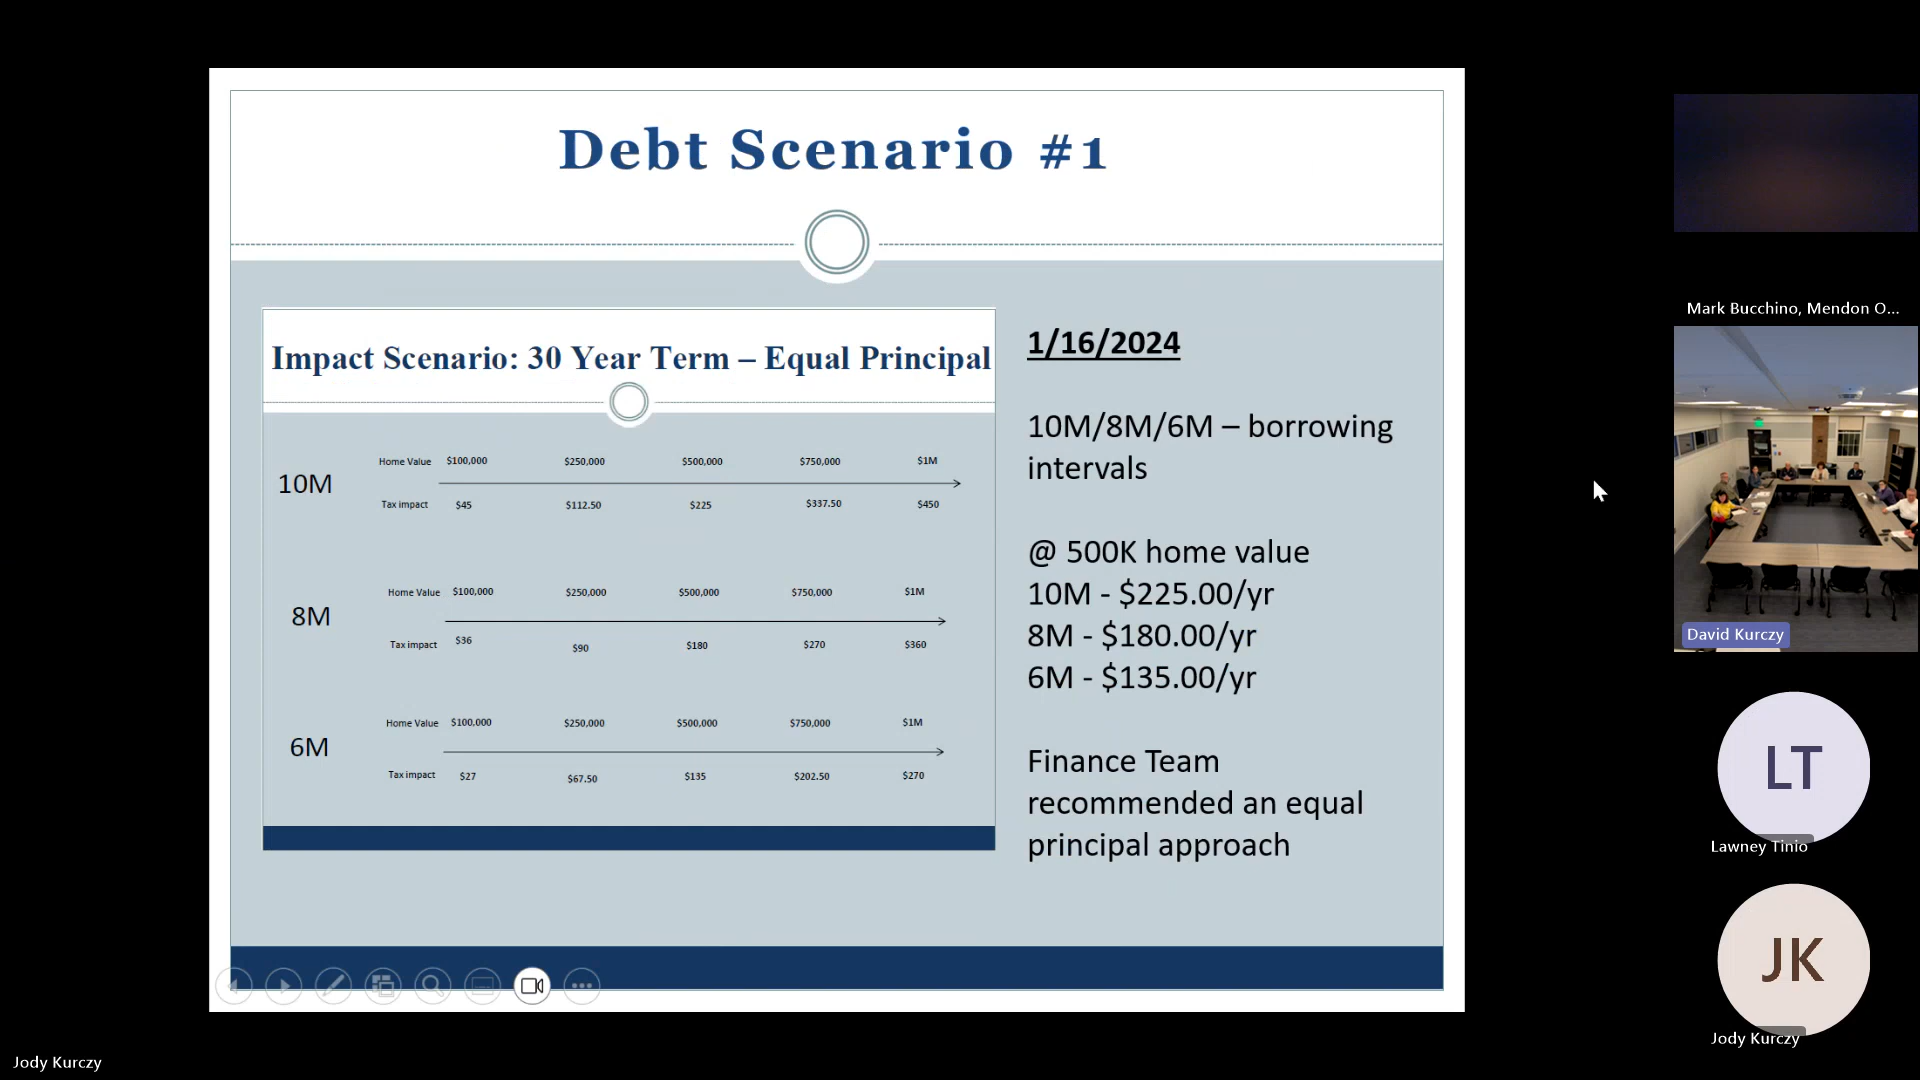 Debt Scenario #1
Impact Scenario: 30 Year Term – Equal Principal
10M
Home Value $100,000 $250,000 $500,000 $750,000 $1M
Tax impact $45 $112.50 $225 $337.50 $450
8M
Home Value $100,000 $250,000 $500,000 $750,000 $1M
Tax impact $36 $90 $180 $270 $360
6M
Home Value $100,000 $250,000 $500,000 $750,000 $1M
Tax impact $27 $67.50 $135 $202.50 $270
1/16/2024
10M/8M/6M – borrowing
intervals
@ 500K home value
10M - $225.00/yr
8M - $180.00/yr
6M - $135.00/yr
Finance Team
recommended an equal
principal approach
Mark Bucchino, Mendon O...
David Kurczy
LT
Lawney Tinio
JK
Jody Kurczy
Jody Kurczy